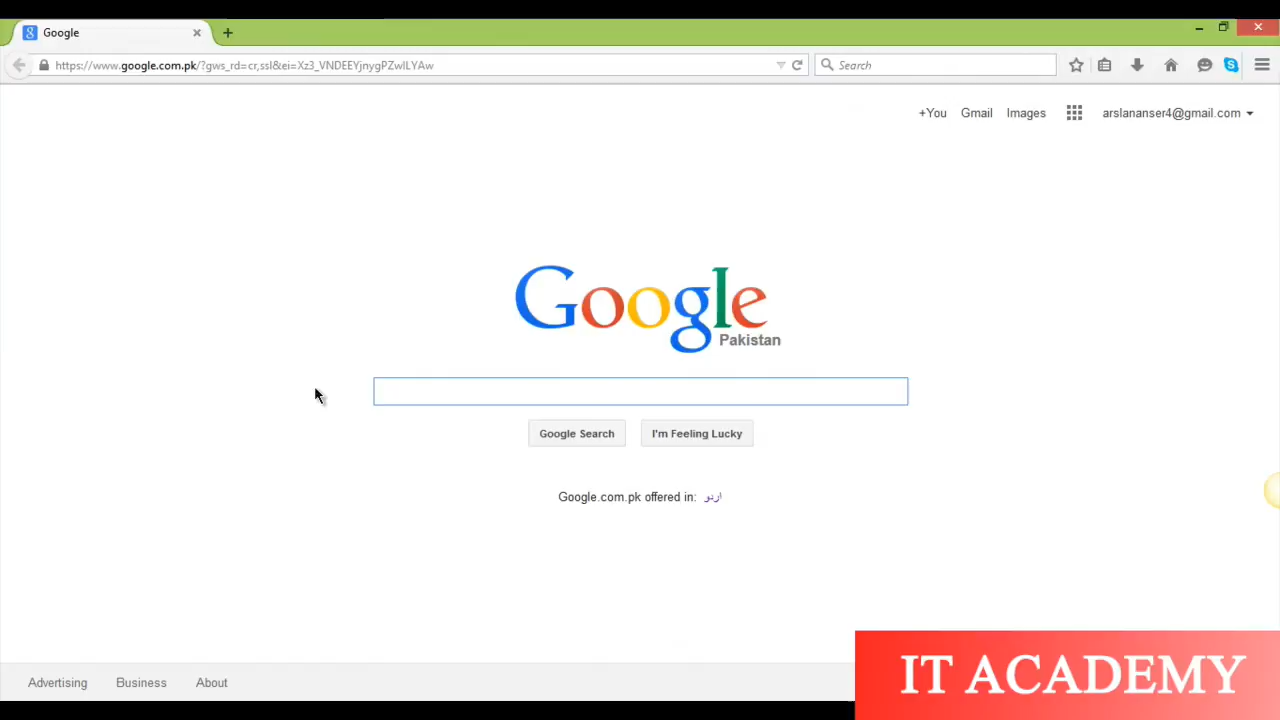 Google
https://www.google.com.pk/?gws_rd=cr,ssl&ei=Xz3_VNDEEYjnygPZwILYAw
Search
+You Gmail Images arslananser4@gmail.com
Google
Pakistan
Google Search I'm Feeling Lucky
Google.com.pk offered in: اردو
Advertising Business About
IT ACADEMY